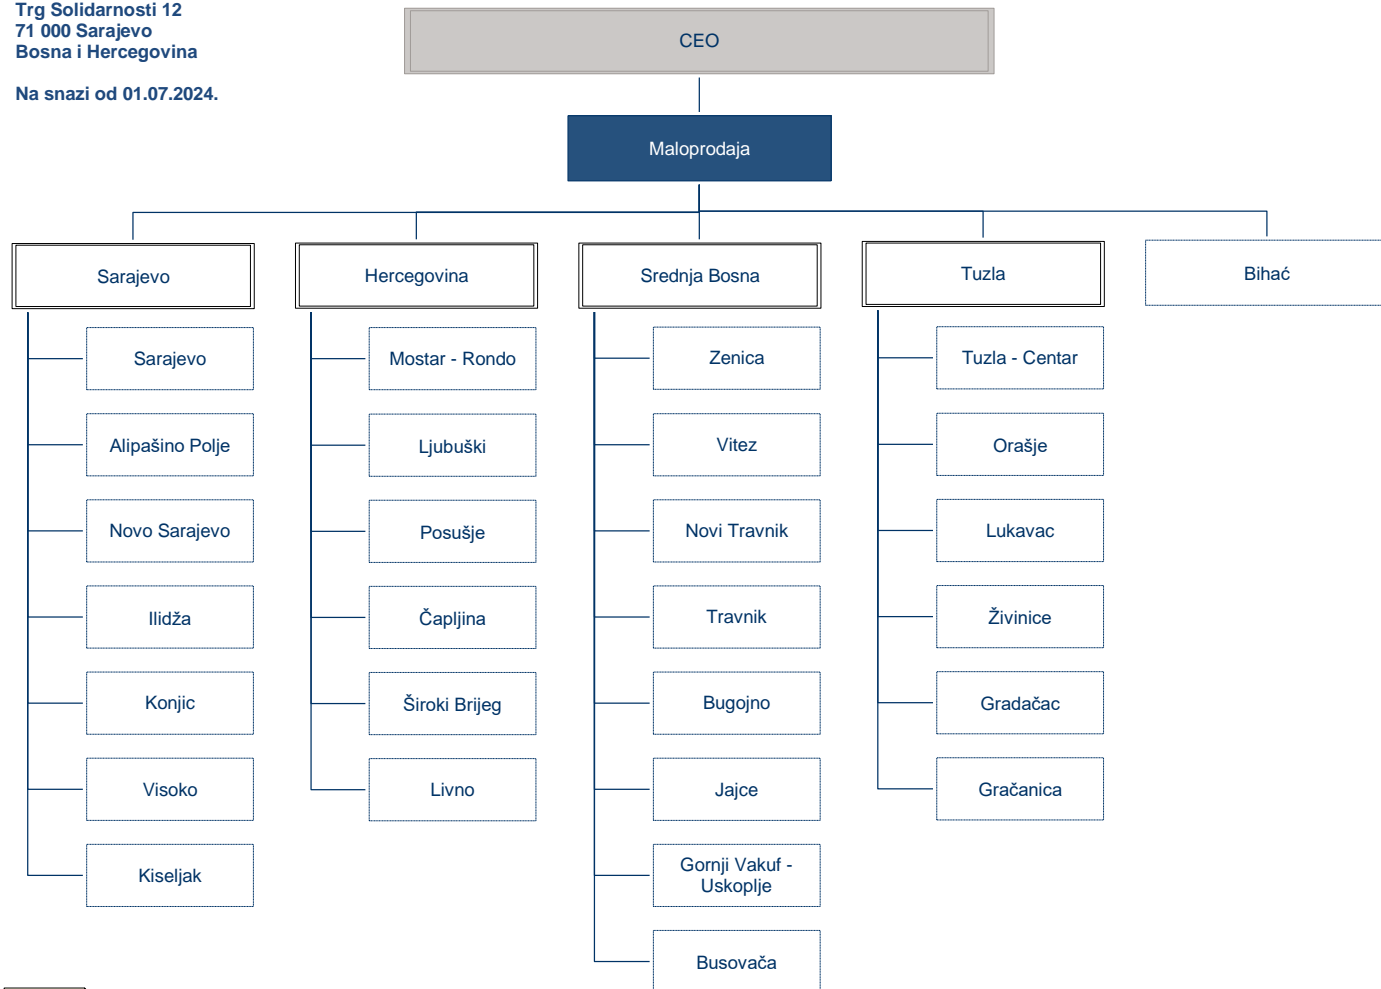 Trg Solidarnosti 12
71 000 Sarajevo
Bosna i Hercegovina
Na snazi od 01.07.2024.
CEO
Maloprodaja
Sarajevo
Hercegovina
Srednja Bosna
Tuzla
Bihać
Sarajevo
Alipašino Polje
Novo Sarajevo
Ilidža
Konjic
Visoko
Kiseljak
Mostar - Rondo
Ljubuški
Posušje
Čapljina
Široki Brijeg
Livno
Zenica
Vitez
Novi Travnik
Travnik
Bugojno
Jajce
Gornji Vakuf -
Uskoplje
Busovača
Tuzla - Centar
Orašje
Lukavac
Živinice
Gradačac
Gračanica